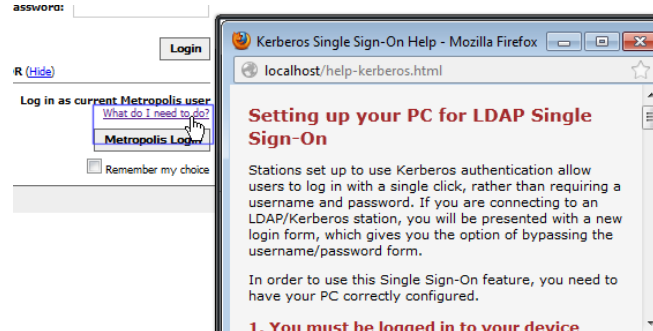 assword:
Login
R (Hide)
Log in as current Metropolis user
What do I need to do?
Metropolis Login
Remember my choice
Kerberos Single Sign-On Help - Mozilla Firefox
localhost/help-kerberos.html
Setting up your PC for LDAP Single
Sign-On
Stations set up to use Kerberos authentication allow
users to log in with a single click, rather than requiring a
username and password. If you are connecting to an
LDAP/Kerberos station, you will be presented with a new
login form, which gives you the option of bypassing the
username/password form.
In order to use this Single Sign-On feature, you need to
have your PC correctly configured.
1. You must be logged in to your device